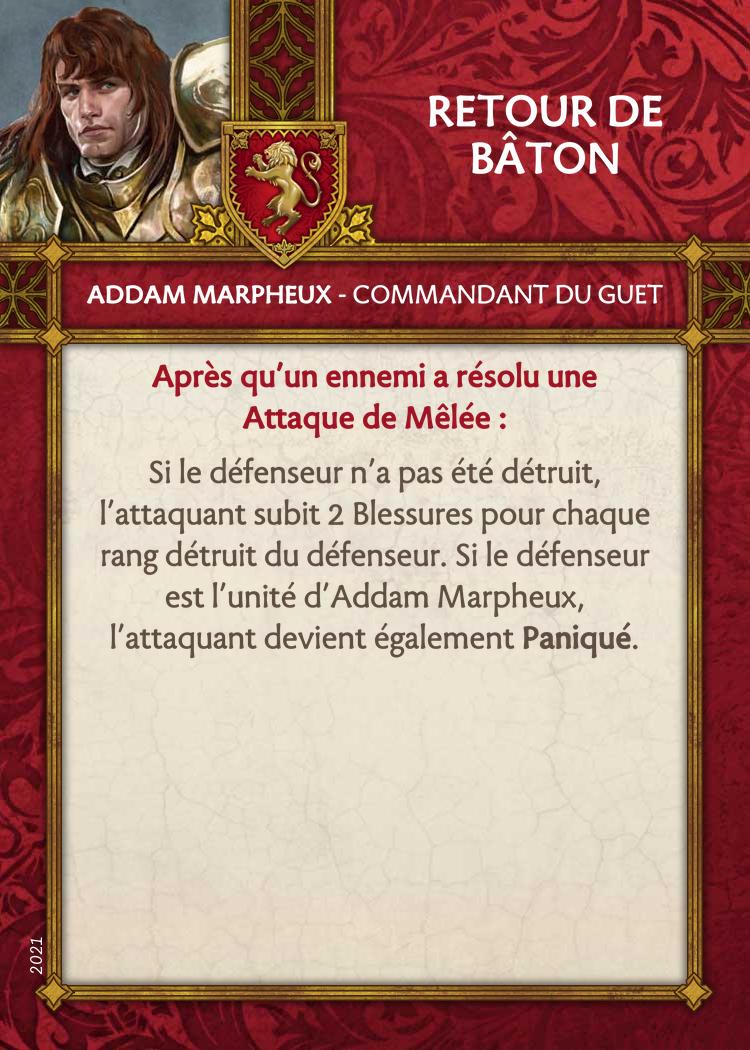 RETOUR DE
BÂTON
ADDAM MARPHEUX - COMMANDANT DU GUET
Après qu’un ennemi a résolu une
Attaque de Mêlée :
Si le défenseur n’a pas été détruit,
l’attaquant subit 2 Blessures pour chaque
rang détruit du défenseur. Si le défenseur
est l’unité d’Addam Marpheux,
l’attaquant devient également Paniqué.
2021